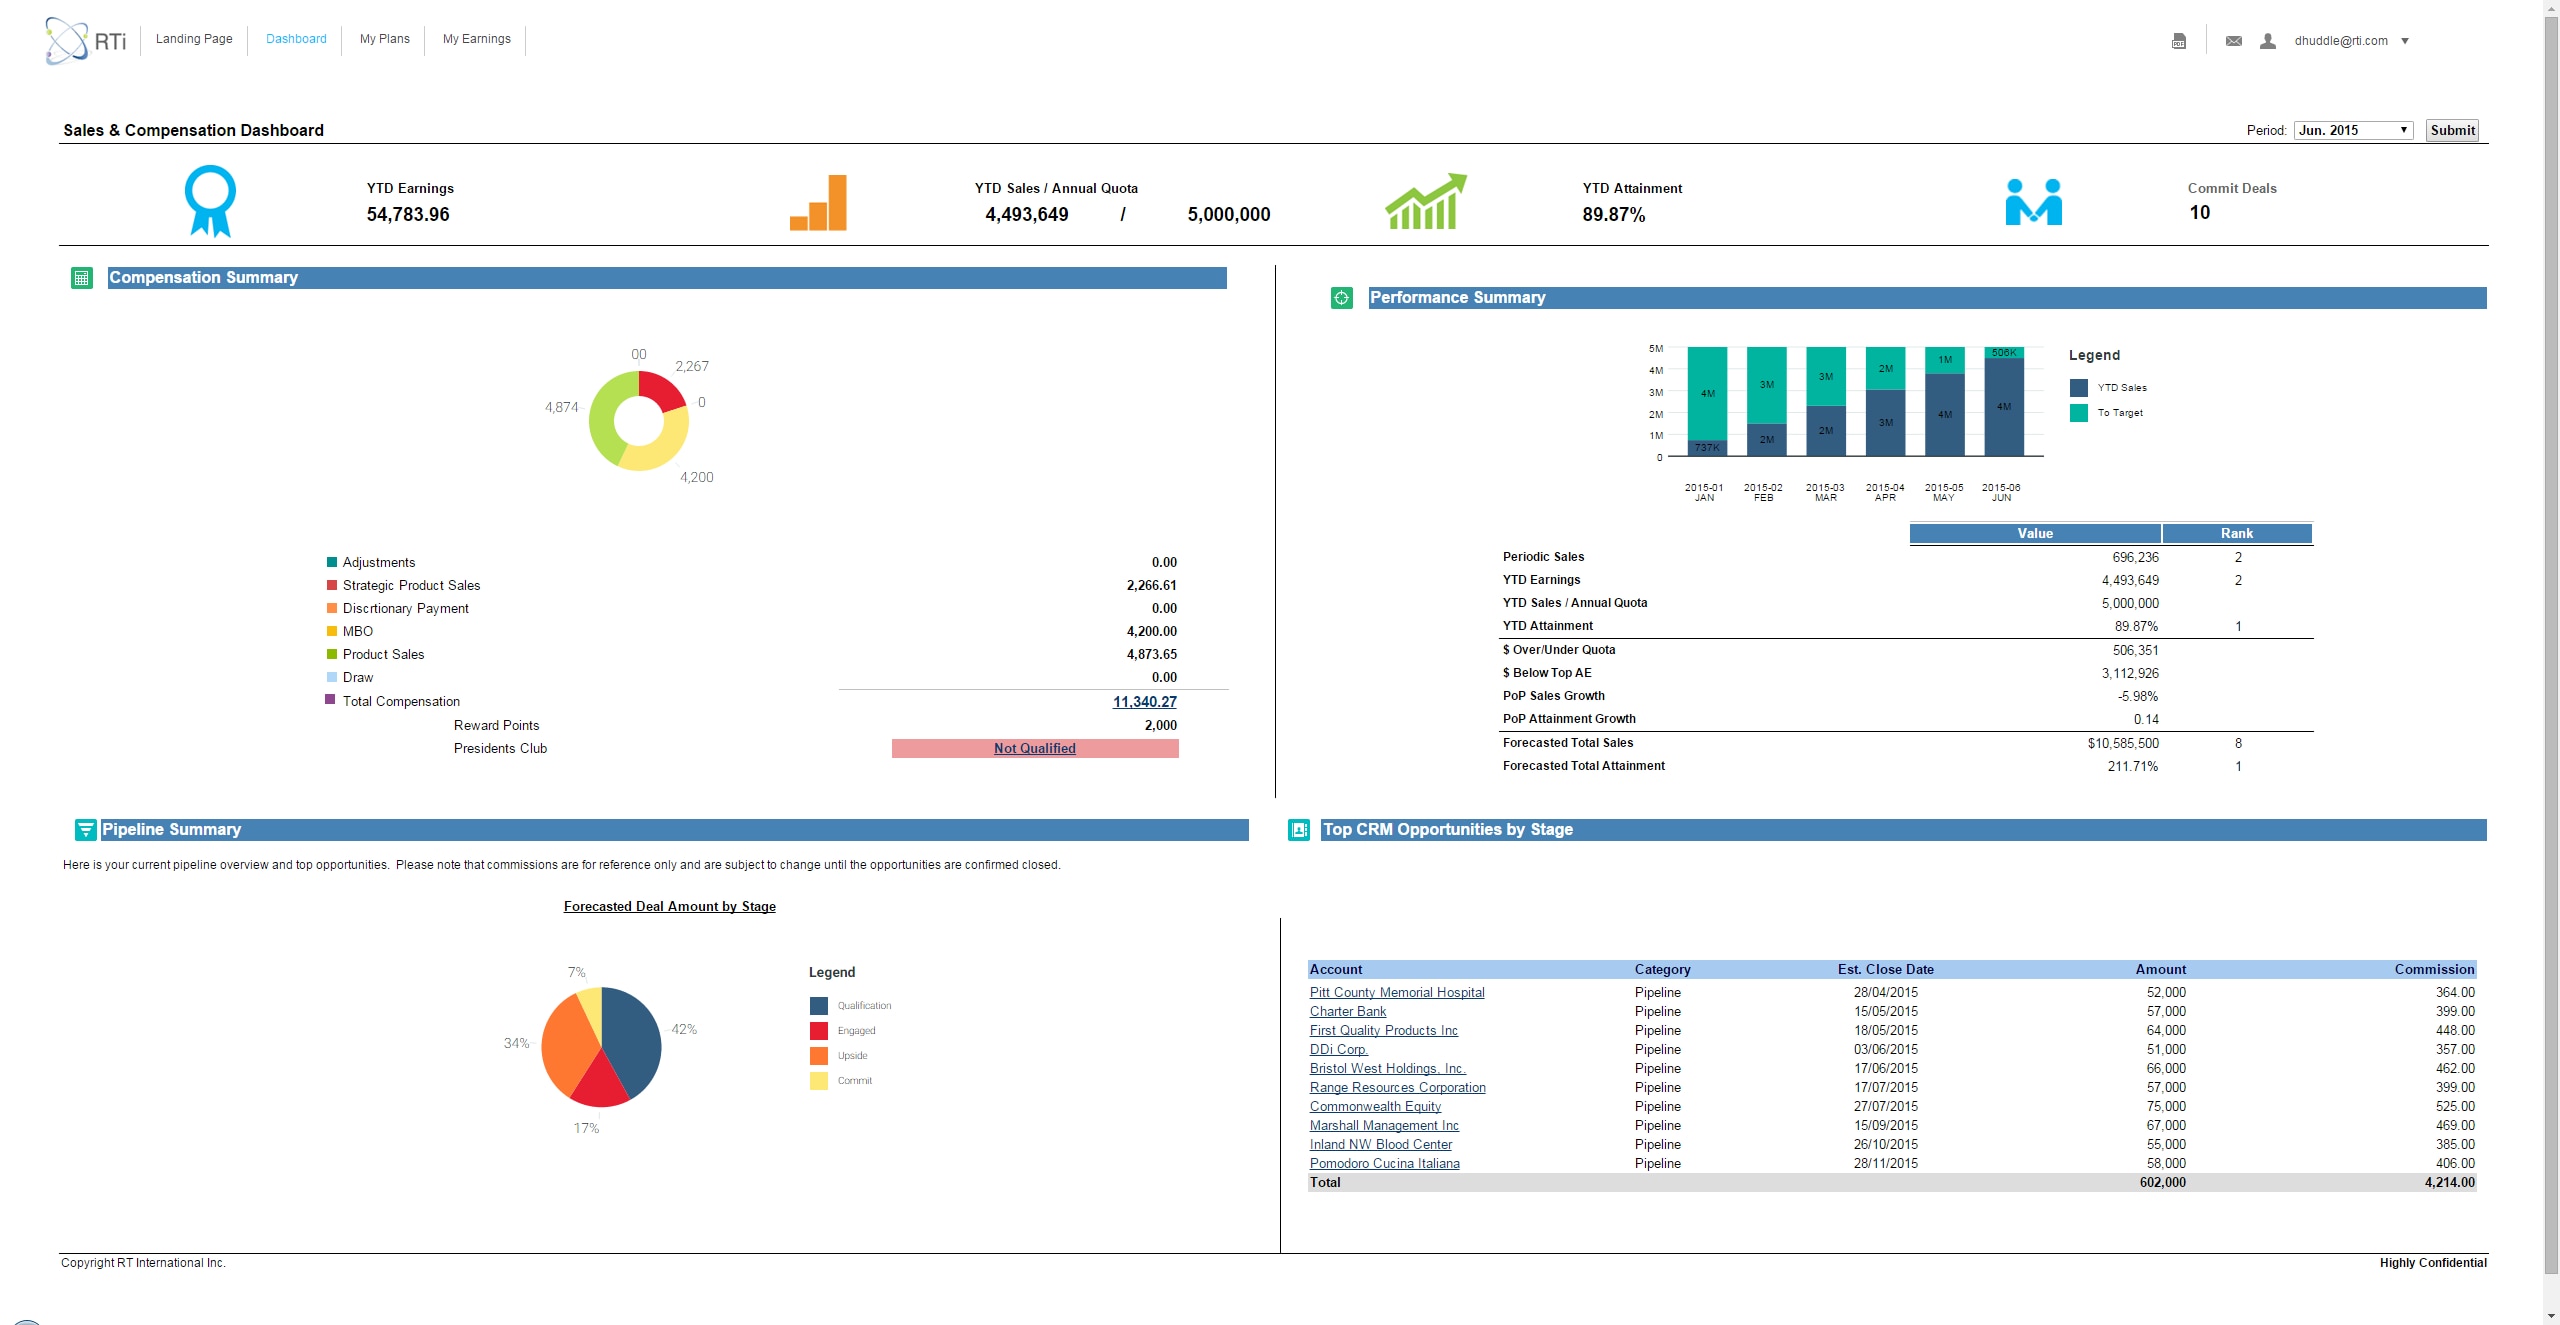 RTi
Landing Page
Dashboard
My Plans
My Earnings
PDF
dhuddle@rti.com
Sales & Compensation Dashboard
Period: Jun. 2015 Submit
YTD Earnings
54,783.96
YTD Sales / Annual Quota
4,493,649 / 5,000,000
YTD Attainment
89.87%
Commit Deals
10
Compensation Summary
00
2,267
0
4,874
4,200
Adjustments 0.00
Strategic Product Sales 2,266.61
Discrtionary Payment 0.00
MBO 4,200.00
Product Sales 4,873.65
Draw 0.00
Total Compensation 11,340.27
Reward Points 2,000
Presidents Club Not Qualified
Performance Summary
5M
4M
3M
2M
1M
0
4M 3M 3M 2M 1M 506K
737K 2M 2M 3M 4M 4M
2015-01 2015-02 2015-03 2015-04 2015-05 2015-06
JAN FEB MAR APR MAY JUN
Legend
YTD Sales
To Target
Value Rank
Periodic Sales 696,236 2
YTD Earnings 4,493,649 2
YTD Sales / Annual Quota 5,000,000
YTD Attainment 89.87% 1
$ Over/Under Quota 506,351
$ Below Top AE 3,112,926
PoP Sales Growth -5.98%
PoP Attainment Growth 0.14
Forecasted Total Sales $10,585,500 8
Forecasted Total Attainment 211.71% 1
Pipeline Summary
Here is your current pipeline overview and top opportunities. Please note that commissions are for reference only and are subject to change until the opportunities are confirmed closed.
Forecasted Deal Amount by Stage
7%
42%
34%
17%
Legend
Qualification
Engaged
Upside
Commit
Top CRM Opportunities by Stage
Account Category Est. Close Date Amount Commission
Pitt County Memorial Hospital Pipeline 28/04/2015 52,000 364.00
Charter Bank Pipeline 15/05/2015 57,000 399.00
First Quality Products Inc Pipeline 18/05/2015 64,000 448.00
DDi Corp. Pipeline 03/06/2015 51,000 357.00
Bristol West Holdings, Inc. Pipeline 17/06/2015 66,000 462.00
Range Resources Corporation Pipeline 17/07/2015 57,000 399.00
Commonwealth Equity Pipeline 27/07/2015 75,000 525.00
Marshall Management Inc Pipeline 15/09/2015 67,000 469.00
Inland NW Blood Center Pipeline 26/10/2015 55,000 385.00
Pomodoro Cucina Italiana Pipeline 28/11/2015 58,000 406.00
Total 602,000 4,214.00
Copyright RT International Inc.
Highly Confidential